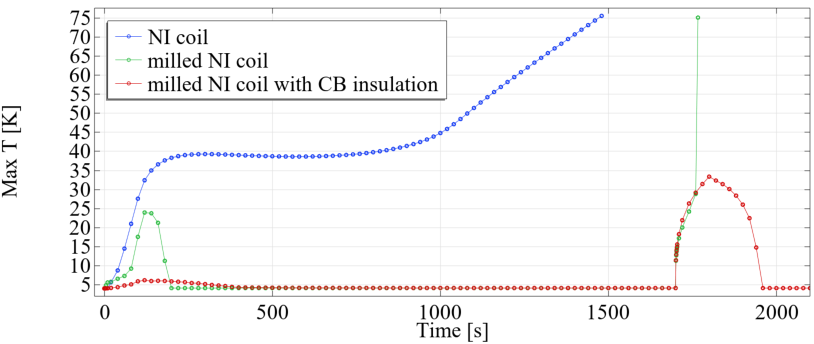 75
70
65
60
55
50
45
40
35
30
25
20
15
10
5
Max T [K]
NI coil
milled NI coil
milled NI coil with CB insulation
0 500 1000 1500 2000
Time [s]